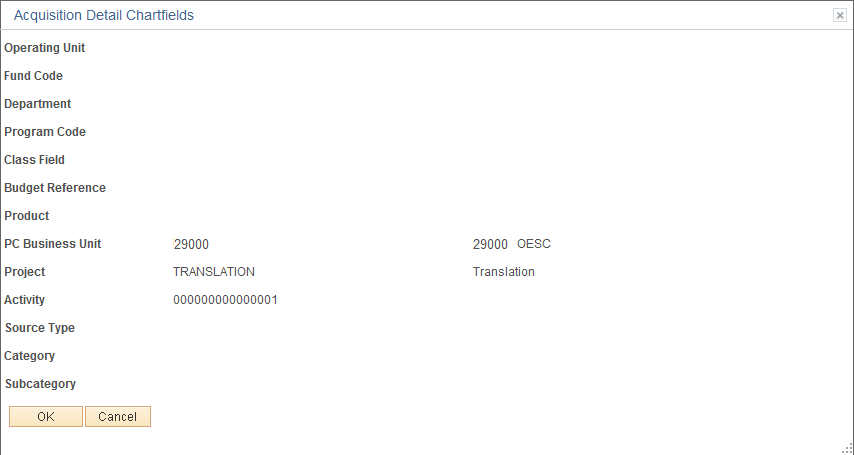 Acquisition Detail Chartfields
Operating Unit
Fund Code
Department
Program Code
Class Field
Budget Reference
Product
PC Business Unit 29000 29000 OESC
Project TRANSLATION Translation
Activity 000000000000001
Source Type
Category
Subcategory
OK Cancel